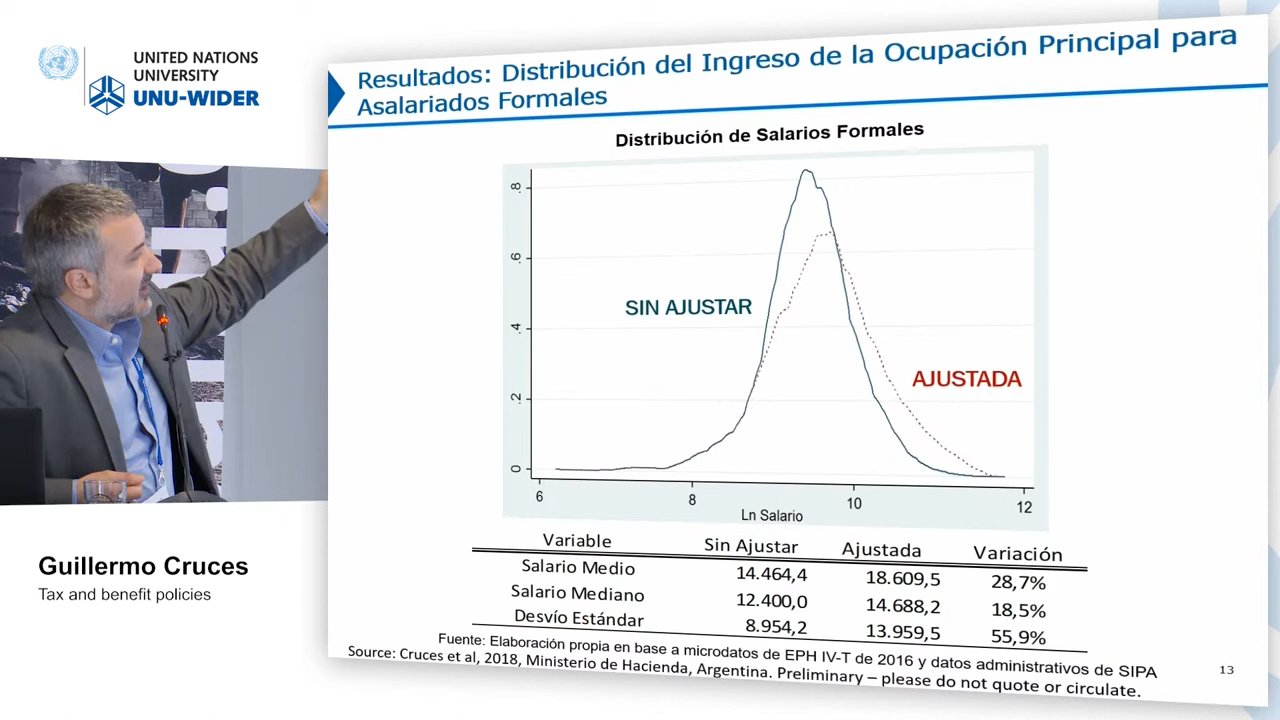 UNITED NATIONS
UNIVERSITY
UNU-WIDER
Guillermo Cruces
Tax and benefit policies
Resultados: Distribución del Ingreso de la Ocupación Principal para
Asalariados Formales
Distribución de Salarios Formales
.8
.6
.4
.2
0
SIN AJUSTAR
AJUSTADA
6 8 10 12
Ln Salario
Variable Sin Ajustar Ajustada Variación
Salario Medio 14.464,4 18.609,5 28,7%
Salario Mediano 12.400,0 14.688,2 18,5%
Desvío Estándar 8.954,2 13.959,5 55,9%
Fuente: Elaboración propia en base a microdatos de EPH IV-T de 2016 y datos administrativos de SIPA
Source: Cruces et al, 2018, Ministerio de Hacienda, Argentina. Preliminary – please do not quote or circulate.
13